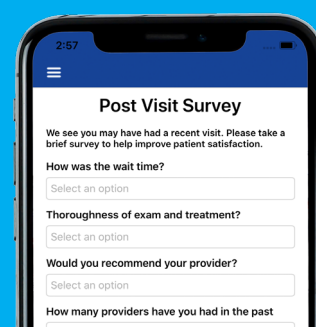 2:57
Post Visit Survey
We see you may have had a recent visit. Please take a
brief survey to help improve patient satisfaction.
How was the wait time?
Select an option
Thoroughness of exam and treatment?
Select an option
Would you recommend your provider?
Select an option
How many providers have you had in the past